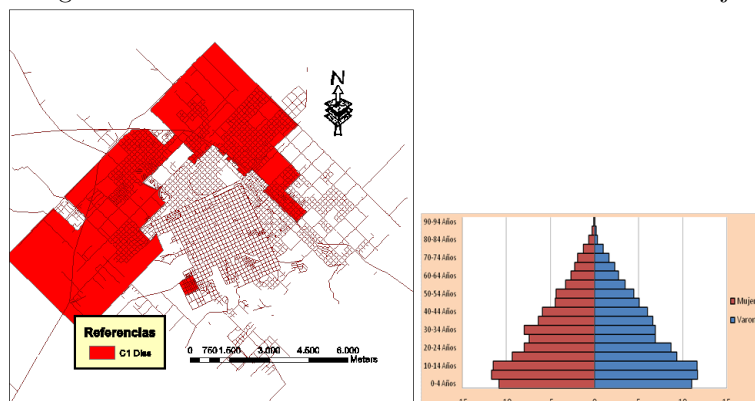 N
Referencias
C1 Dias
0 750 1.500 3.000 4.500 6.000
Meters
90-94 Años
80-84 Años
70-74 Años
60-64 Años
50-54 Años
40-44 Años
30-34 Años
20-24 Años
10-14 Años
0-4 Años
Mujer
Varon